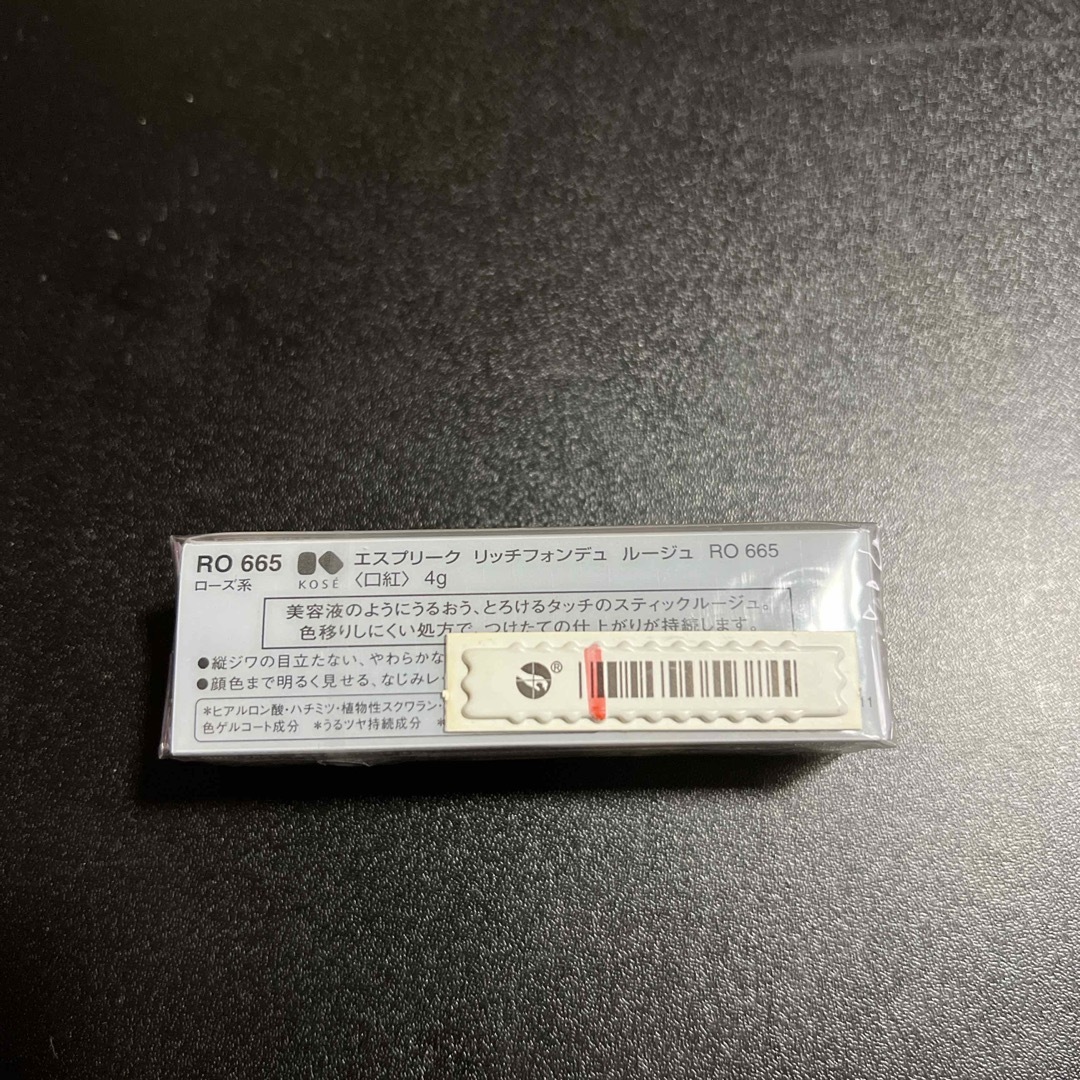 RO 665
ローズ系
KOSÉ
エスプリーク リッチフォンデュ ルージュ RO 665
〈口紅〉 4g
美容液のようにうるおう、とろけるタッチのスティックルージュ。
色移りしにくい処方で、つけたての仕上がりが持続します。
●縦ジワの目立たない、やわらかな
●顔色まで明るく見せる、なじみレ
*ヒアルロン酸・ハチミツ・植物性スクワラン・
色ゲルコート成分 *うるツヤ持続成分 *
®